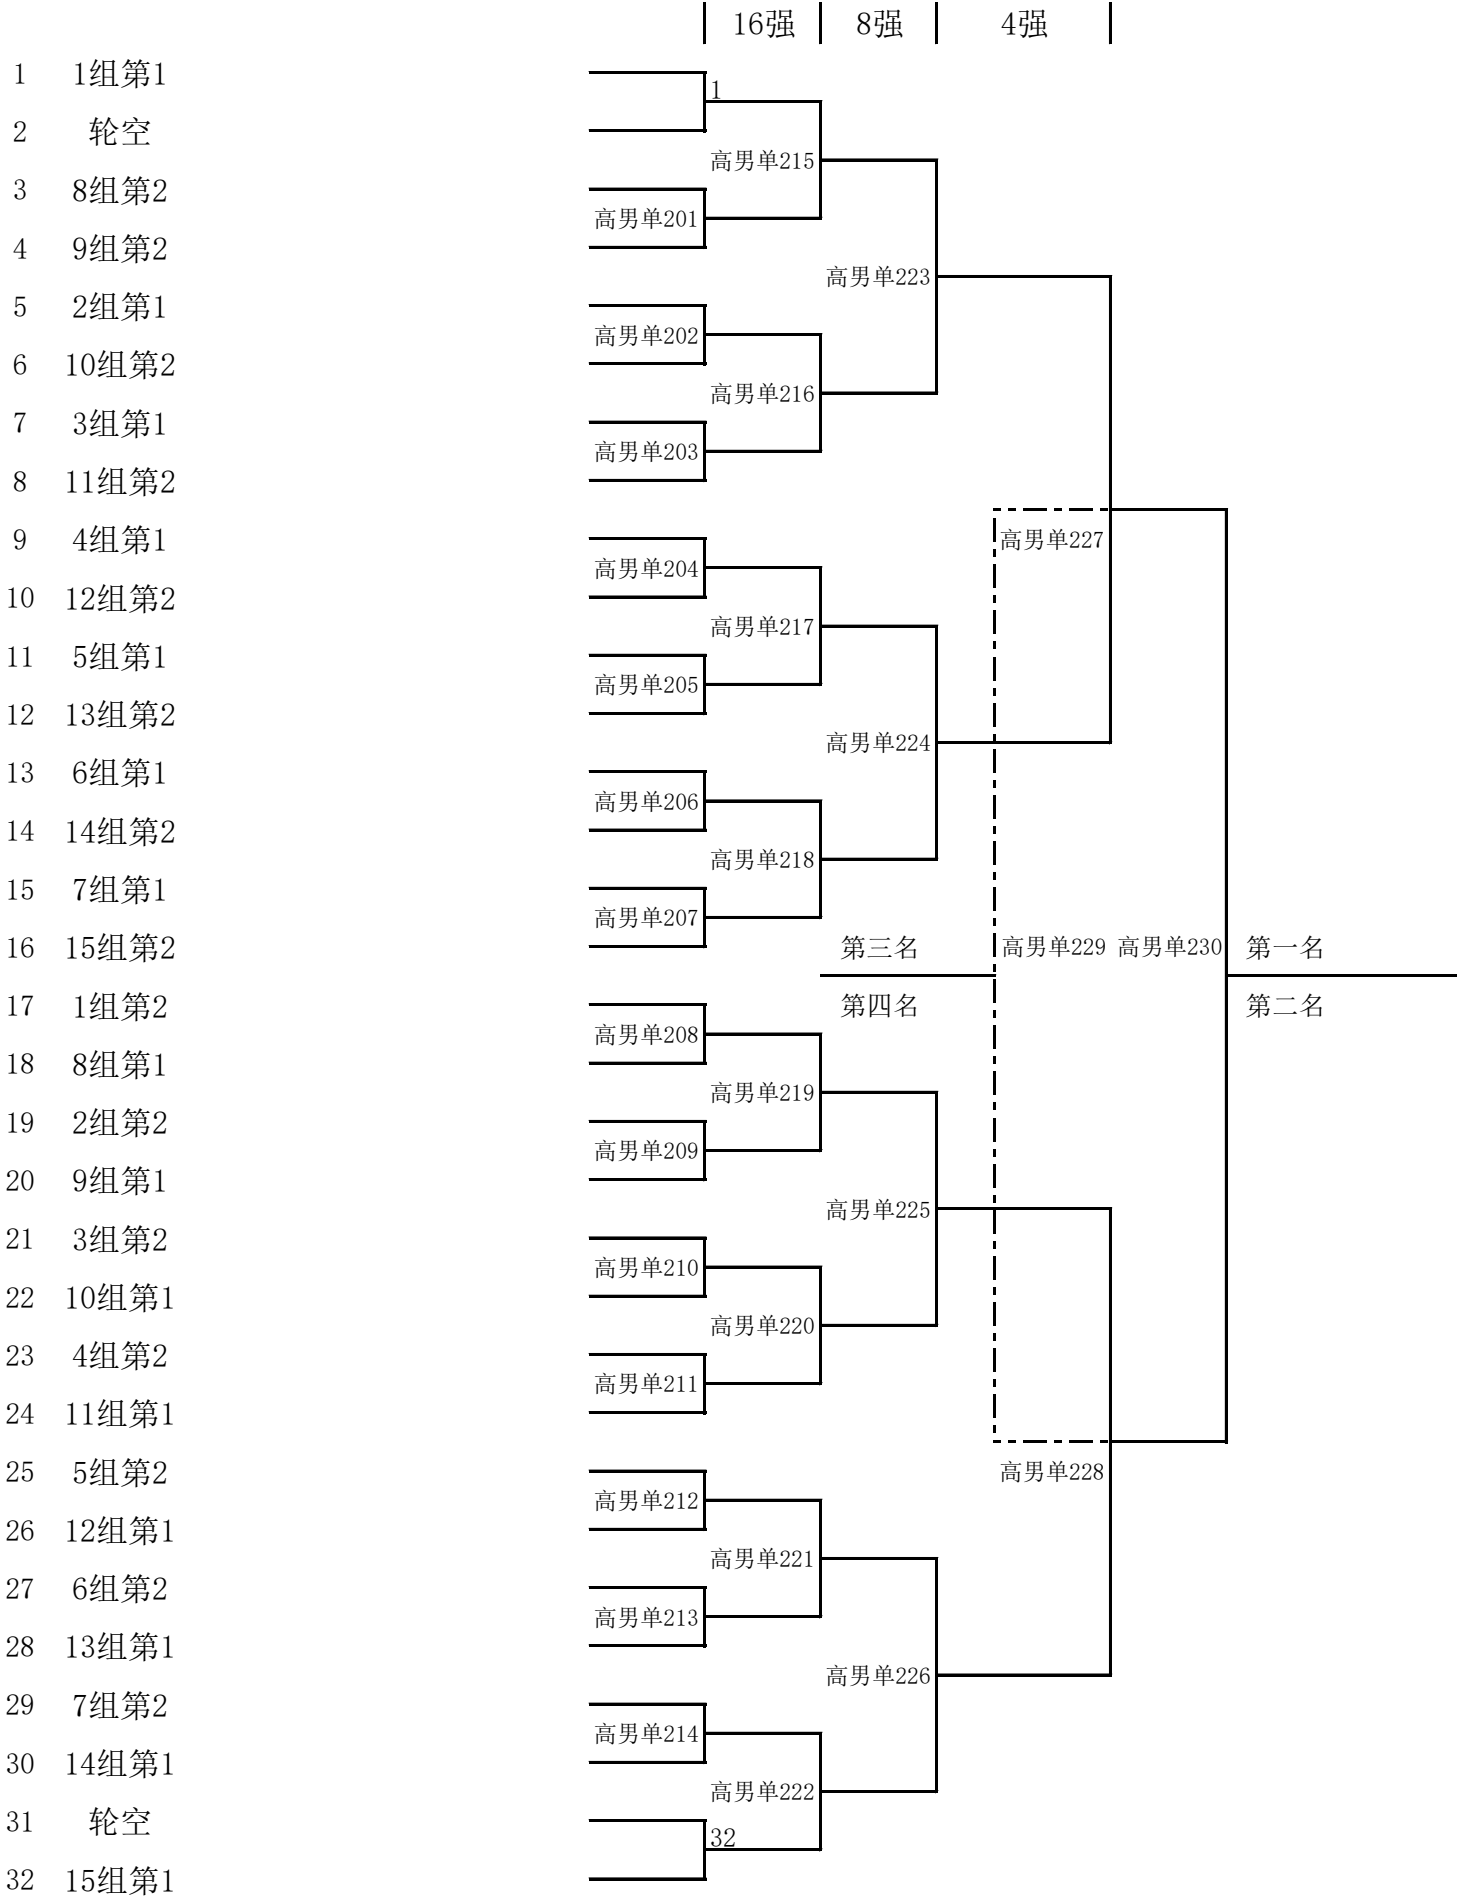 16强 8强 4强
1 1组第1
1
2 轮空
高男单215
3 8组第2
高男单201
4 9组第2
高男单223
5 2组第1
高男单202
6 10组第2
高男单216
7 3组第1
高男单203
8 11组第2
9 4组第1 高男单227
高男单204
10 12组第2
高男单217
11 5组第1
高男单205
12 13组第2
高男单224
13 6组第1
高男单206
14 14组第2
高男单218
15 7组第1
高男单207
16 15组第2 第三名 高男单229 高男单230 第一名
17 1组第2 第四名 第二名
高男单208
18 8组第1
高男单219
19 2组第2
高男单209
20 9组第1
高男单225
21 3组第2
高男单210
22 10组第1
高男单220
23 4组第2
高男单211
24 11组第1
25 5组第2 高男单228
高男单212
26 12组第1
高男单221
27 6组第2
高男单213
28 13组第1
高男单226
29 7组第2
高男单214
30 14组第1
高男单222
31 轮空
32
32 15组第1